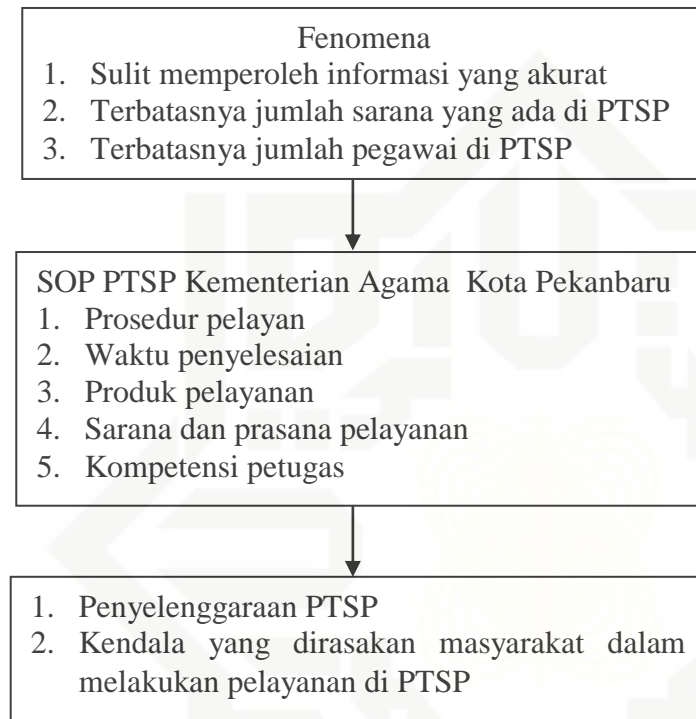 Fenomena
1. Sulit memperoleh informasi yang akurat
2. Terbatasnya jumlah sarana yang ada di PTSP
3. Terbatasnya jumlah pegawai di PTSP
SOP PTSP Kementerian Agama Kota Pekanbaru
1. Prosedur pelayan
2. Waktu penyelesaian
3. Produk pelayanan
4. Sarana dan prasana pelayanan
5. Kompetensi petugas
1. Penyelenggaraan PTSP
2. Kendala yang dirasakan masyarakat dalam
melakukan pelayanan di PTSP